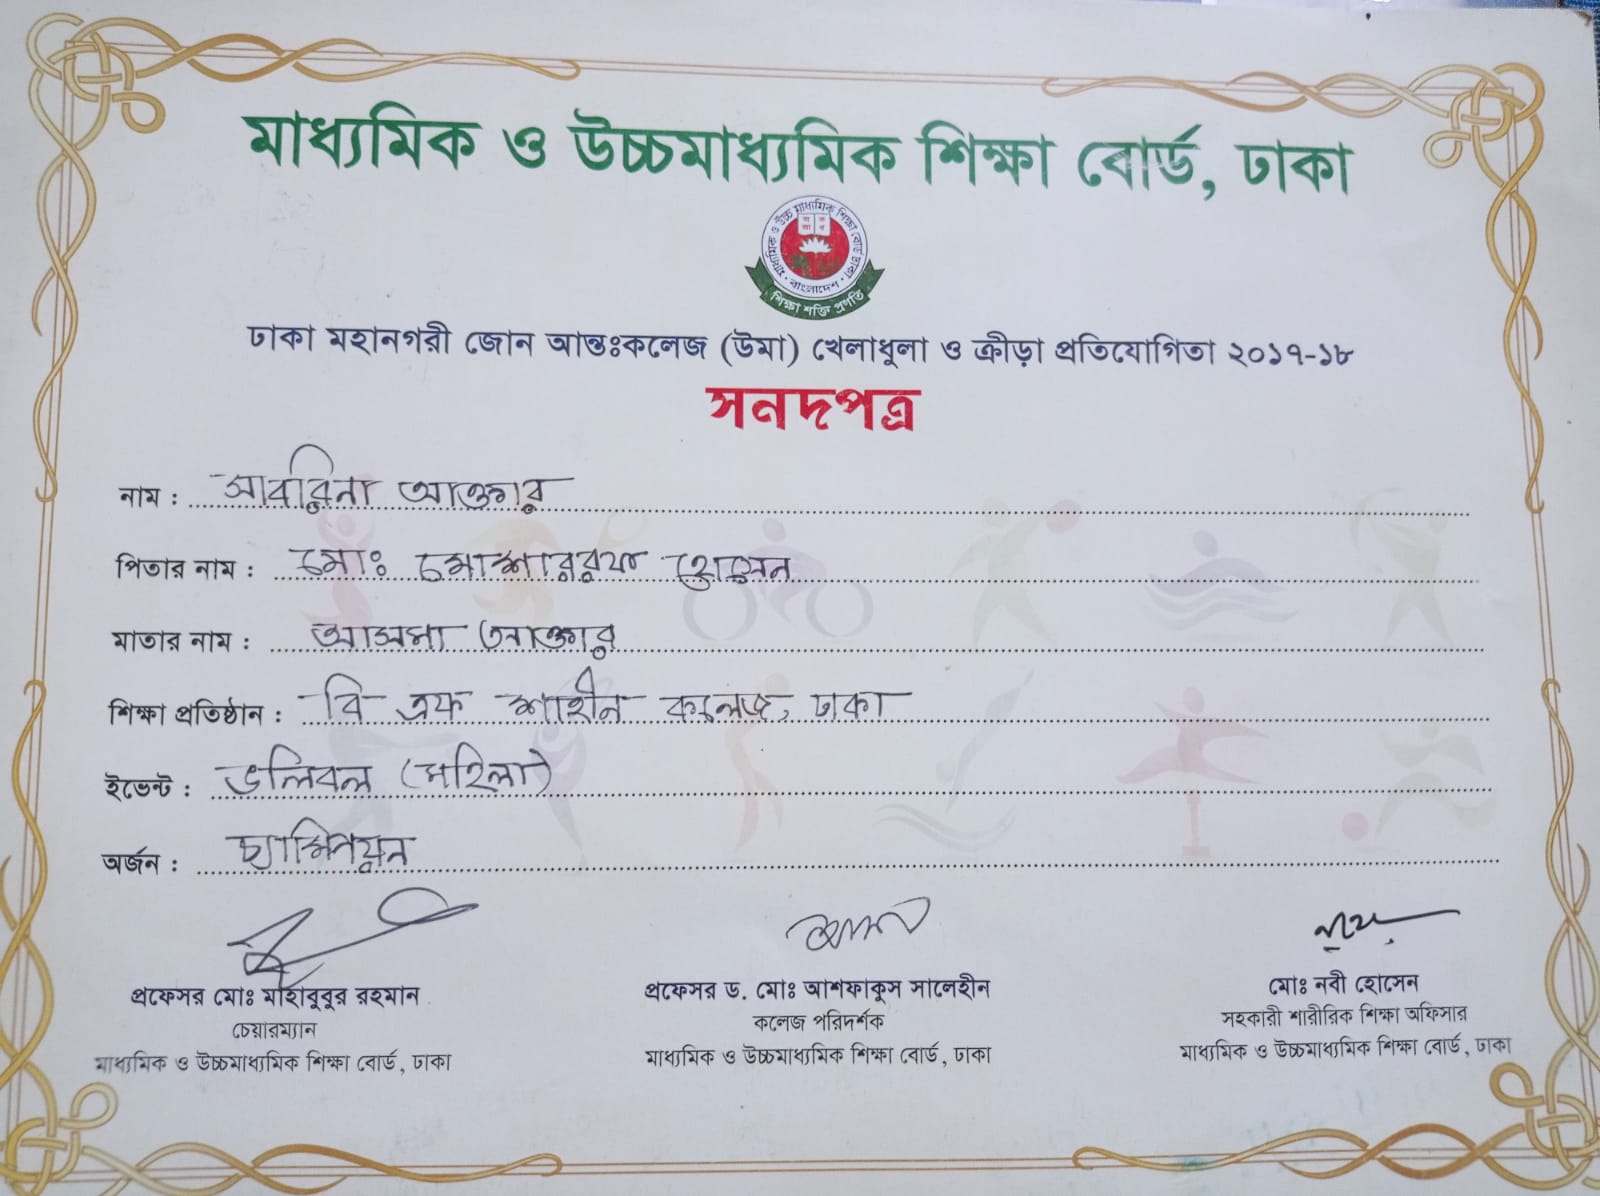 মাধ্যমিক ও উচ্চমাধ্যমিক শিক্ষা বোর্ড, ঢাকা
মাধ্যমিক ও উচ্চ মাধ্যমিক শিক্ষা বোর্ড ঢাকা
বাংলাদেশ
শিক্ষা শক্তি প্রগতি
ঢাকা মহানগরী জোন আন্তঃকলেজ (উমা) খেলাধুলা ও ক্রীড়া প্রতিযোগিতা ২০১৭-১৮
সনদপত্র
নাম : সাবরিনা আক্তার
পিতার নাম : মোঃ মোশাররফ হোসেন
মাতার নাম : আসমা আক্তার
শিক্ষা প্রতিষ্ঠান : বি এফ শাহীন কলেজ, ঢাকা
ইভেন্ট : ভলিবল (মহিলা)
অর্জন : চ্যাম্পিয়ন
প্রফেসর মোঃ মাহাবুবুর রহমান
চেয়ারম্যান
মাধ্যমিক ও উচ্চমাধ্যমিক শিক্ষা বোর্ড, ঢাকা
প্রফেসর ড. মোঃ আশফাকুস সালেহীন
কলেজ পরিদর্শক
মাধ্যমিক ও উচ্চমাধ্যমিক শিক্ষা বোর্ড, ঢাকা
মোঃ নবী হোসেন
সহকারী শারীরিক শিক্ষা অফিসার
মাধ্যমিক ও উচ্চমাধ্যমিক শিক্ষা বোর্ড, ঢাকা